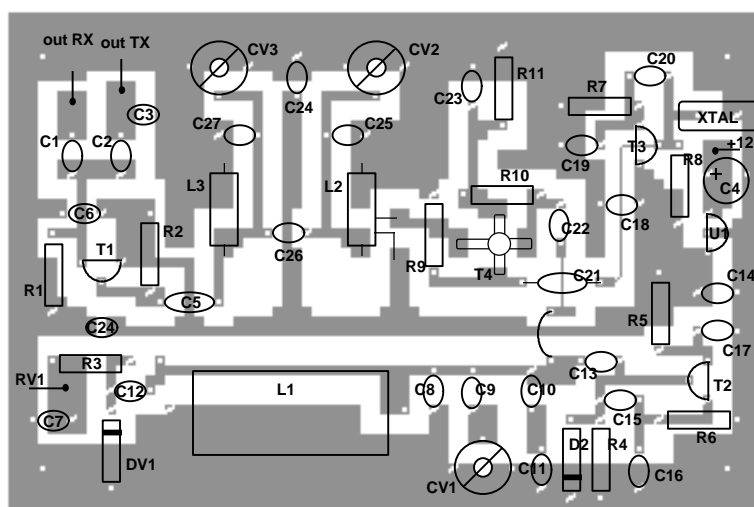 out RX
out TX
CV3
CV2
C20
R11
C3
C24
C23
R7
XTAL
C1
C2
C27
C25
C19
T3
R8
+12
L3
L2
R10
C4
C6
R2
C18
C22
U1
T1
C26
R9
T4
R1
C21
C14
C5
C24
R5
C17
R3
C13
RV1
C12
L1
C8
C9
C10
T2
C7
C15
R6
DV1
CV1
C11
D2
R4
C16